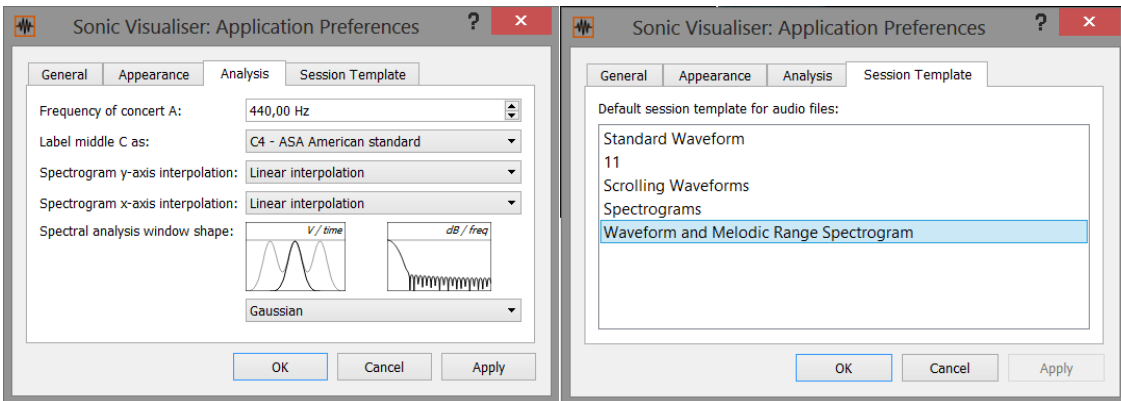 Sonic Visualiser: Application Preferences ? ×
General Appearance Analysis Session Template
Frequency of concert A: 440,00 Hz
Label middle C as: C4 - ASA American standard
Spectrogram y-axis interpolation: Linear interpolation
Spectrogram x-axis interpolation: Linear interpolation
Spectral analysis window shape: V / time dB / freq
Gaussian
OK Cancel Apply
Sonic Visualiser: Application Preferences ? ×
General Appearance Analysis Session Template
Default session template for audio files:
Standard Waveform
11
Scrolling Waveforms
Spectrograms
Waveform and Melodic Range Spectrogram
OK Cancel Apply